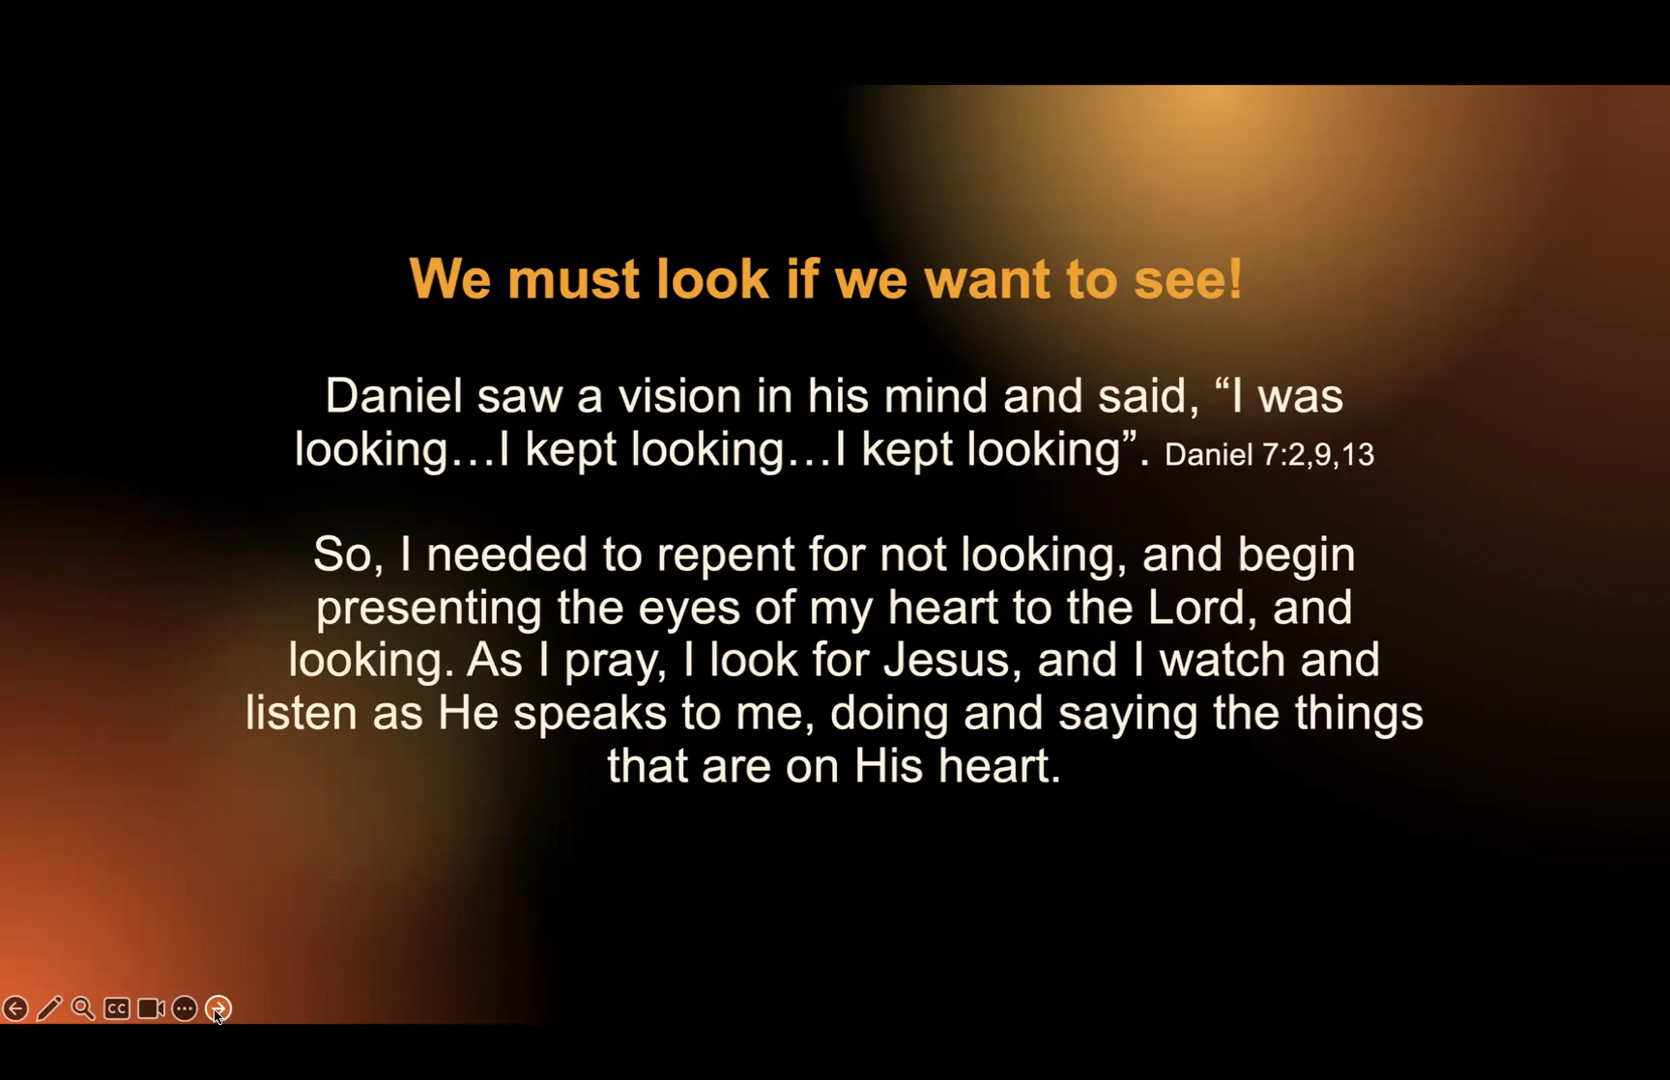 We must look if we want to see!
Daniel saw a vision in his mind and said, “I was
looking…I kept looking…I kept looking”. Daniel 7:2,9,13
So, I needed to repent for not looking, and begin
presenting the eyes of my heart to the Lord, and
looking. As I pray, I look for Jesus, and I watch and
listen as He speaks to me, doing and saying the things
that are on His heart.
CC